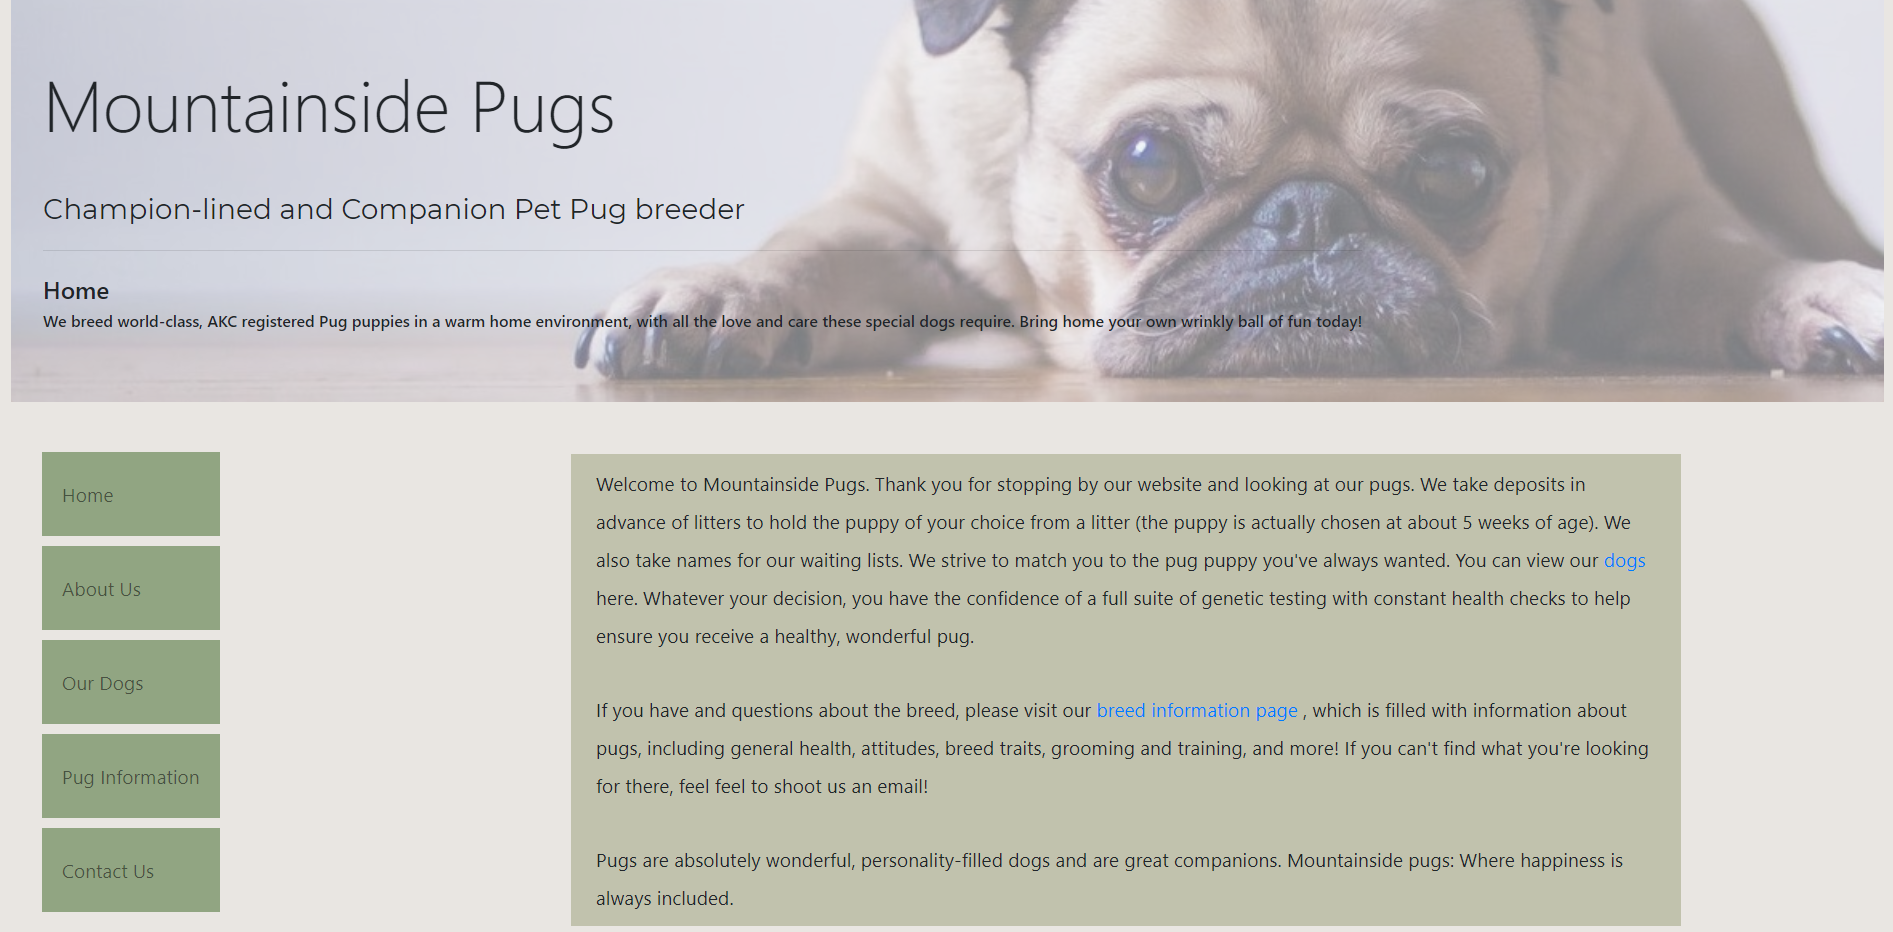 Mountainside Pugs
Champion-lined and Companion Pet Pug breeder
Home
We breed world-class, AKC registered Pug puppies in a warm home environment, with all the love and care these special dogs require. Bring home your own wrinkly ball of fun today!
Home
About Us
Our Dogs
Pug Information
Contact Us
Welcome to Mountainside Pugs. Thank you for stopping by our website and looking at our pugs. We take deposits in
advance of litters to hold the puppy of your choice from a litter (the puppy is actually chosen at about 5 weeks of age). We
also take names for our waiting lists. We strive to match you to the pug puppy you've always wanted. You can view our dogs
here. Whatever your decision, you have the confidence of a full suite of genetic testing with constant health checks to help
ensure you receive a healthy, wonderful pug.
If you have and questions about the breed, please visit our breed information page , which is filled with information about
pugs, including general health, attitudes, breed traits, grooming and training, and more! If you can't find what you're looking
for there, feel feel to shoot us an email!
Pugs are absolutely wonderful, personality-filled dogs and are great companions. Mountainside pugs: Where happiness is
always included.